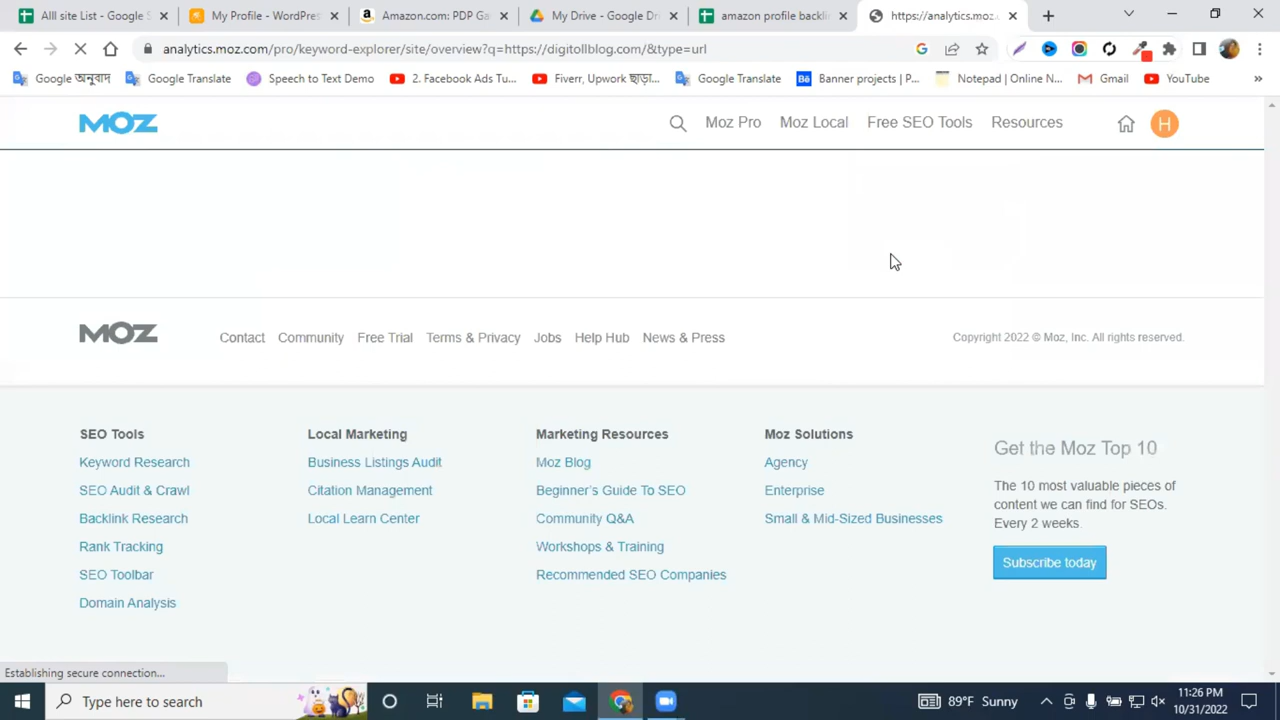 Alll site List - Google S
My Profile - WordPres
Amazon.com: PDP Ga
My Drive - Google Dri
amazon profile backli
https://analytics.moz.
analytics.moz.com/pro/keyword-explorer/site/overview?q=https://digitollblog.com/&type=url
Google অনুবাদ
Google Translate
Speech to Text Demo
2. Facebook Ads Tu...
Fiverr, Upwork ছাড়া...
Google Translate
Banner projects | P...
Notepad | Online N...
Gmail
YouTube
»
MOZ
Moz Pro
Moz Local
Free SEO Tools
Resources
H
MOZ
Contact
Community
Free Trial
Terms & Privacy
Jobs
Help Hub
News & Press
Copyright 2022 © Moz, Inc. All rights reserved.
SEO Tools
Keyword Research
SEO Audit & Crawl
Backlink Research
Rank Tracking
SEO Toolbar
Domain Analysis
Local Marketing
Business Listings Audit
Citation Management
Local Learn Center
Marketing Resources
Moz Blog
Beginner's Guide To SEO
Community Q&A
Workshops & Training
Recommended SEO Companies
Moz Solutions
Agency
Enterprise
Small & Mid-Sized Businesses
Get the Moz Top 10
The 10 most valuable pieces of
content we can find for SEOs.
Every 2 weeks.
Subscribe today
Establishing secure connection...
Type here to search
89°F Sunny
11:26 PM
10/31/2022